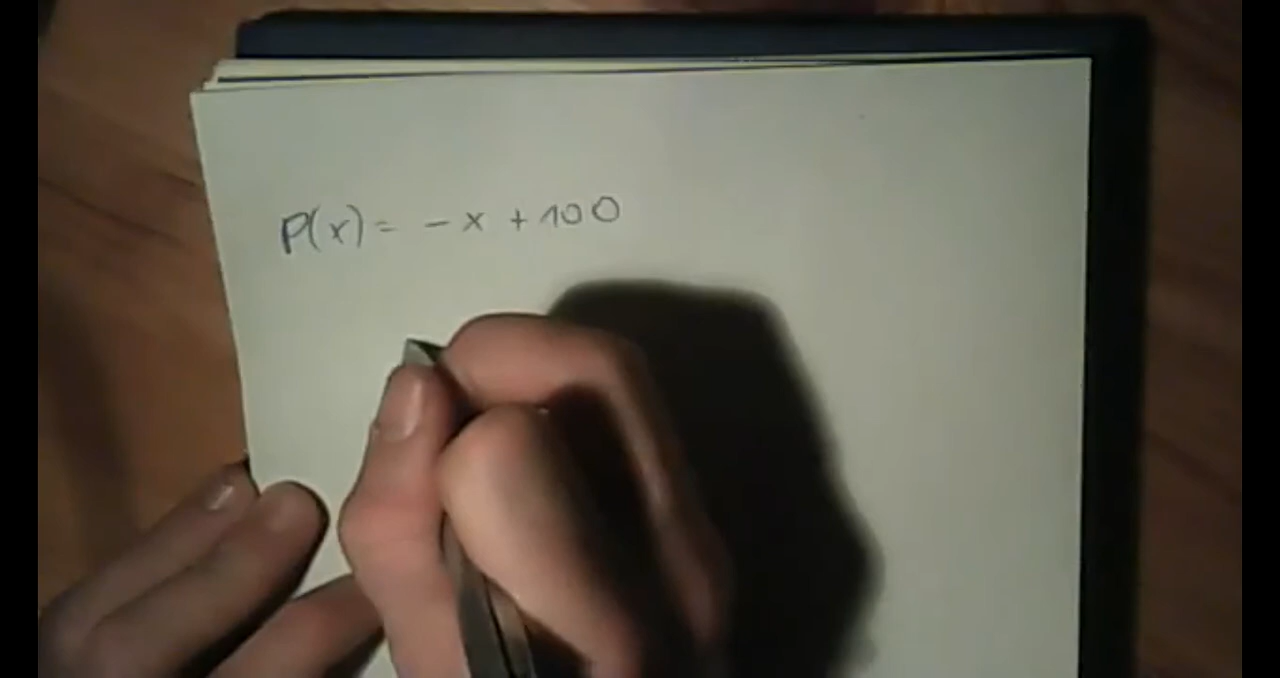 P(x) = - x + 100